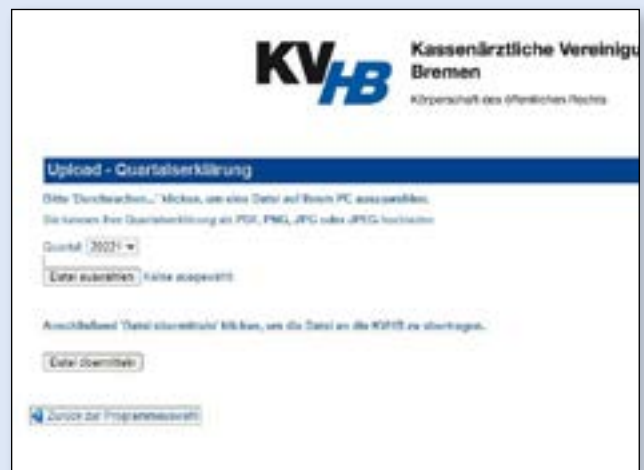 KVHB
Kassenärztliche Vereinigu
Bremen
Körperschaft des öffentlichen Rechts
Upload - Quartalserklärung
Bitte 'Durchsuchen...' klicken, um eine Datei auf Ihrem PC auszuwählen.
Sie können Ihre Quartalserklärung als PDF, PNG, JPG oder JPEG hochladen
Quartal 20221
Datei auswählen Keine ausgewählt
Anschließend 'Datei übermitteln' klicken, um die Datei an die KVHB zu übertragen.
Datei übermitteln
Zurück zur Programmauswahl